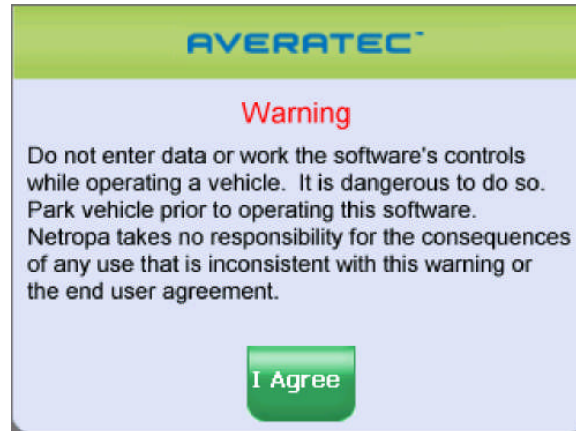 AVERATEC
Warning
Do not enter data or work the software's controls
while operating a vehicle. It is dangerous to do so.
Park vehicle prior to operating this software.
Netropa takes no responsibility for the consequences
of any use that is inconsistent with this warning or
the end user agreement.
I Agree